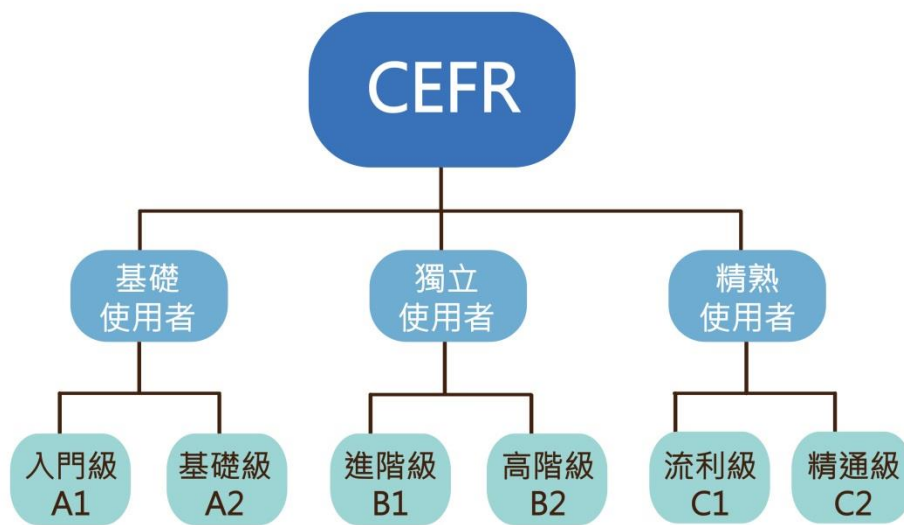 CEFR
基礎
使用者
獨立
使用者
精熟
使用者
入門級
A1
基礎級
A2
進階級
B1
高階級
B2
流利級
C1
精通級
C2